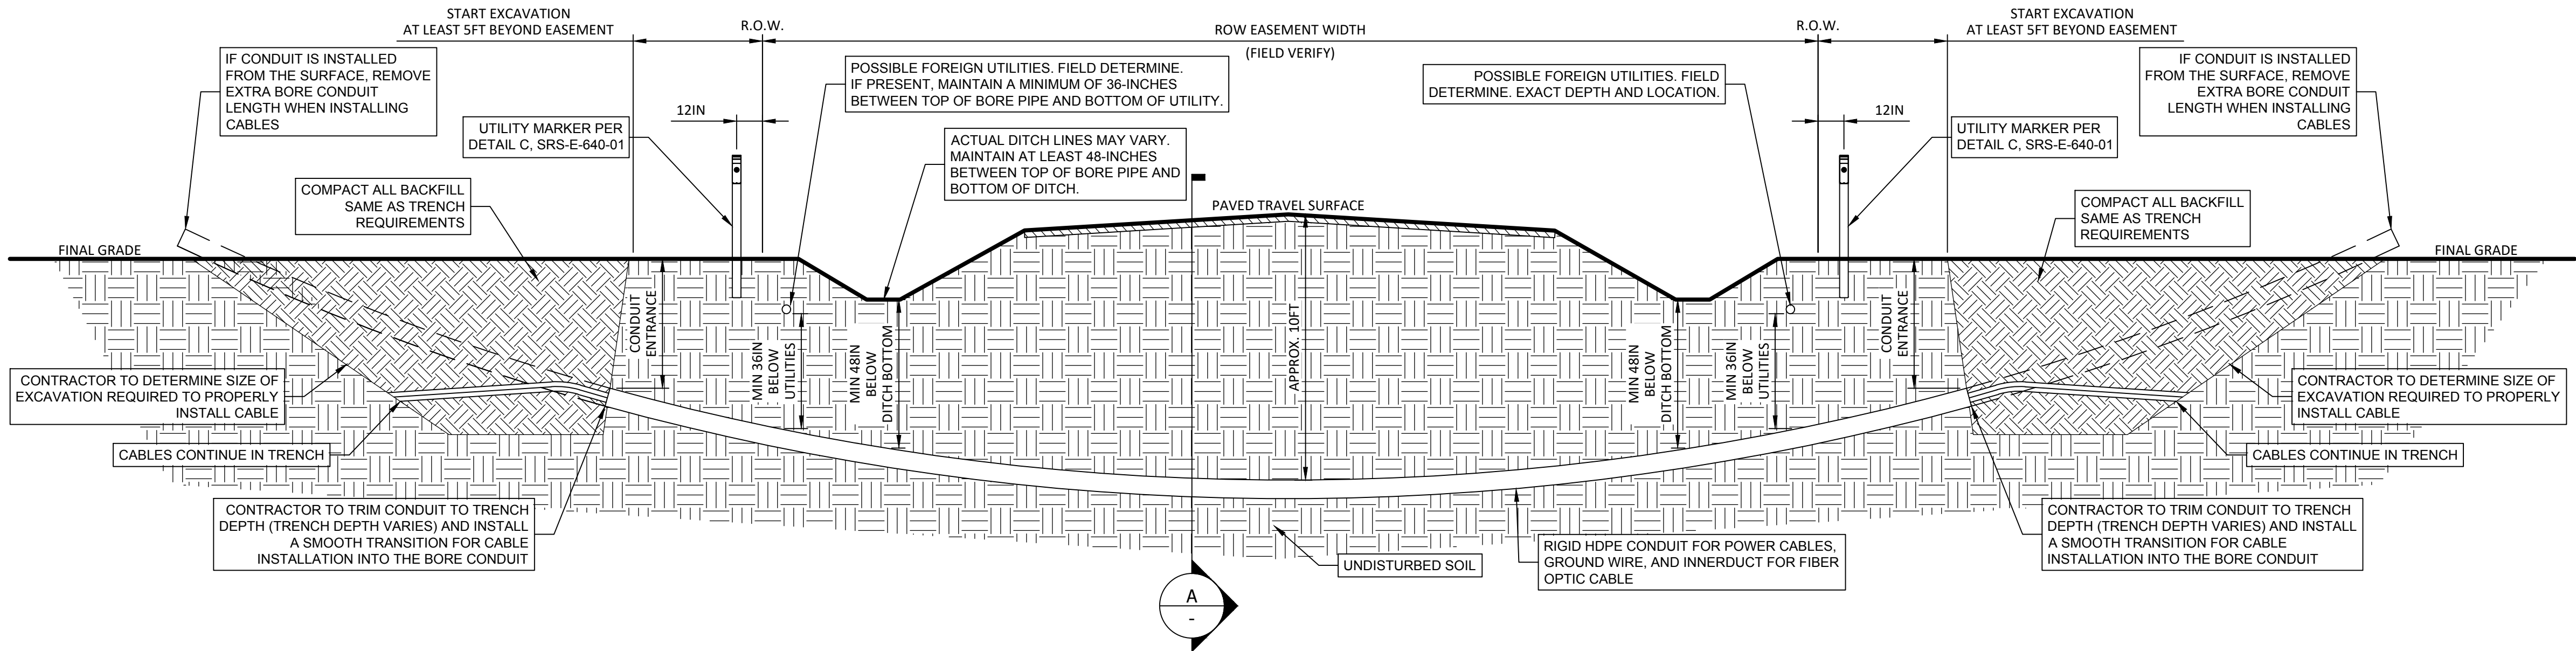 START EXCAVATION
AT LEAST 5FT BEYOND EASEMENT
R.O.W.
ROW EASEMENT WIDTH
(FIELD VERIFY)
R.O.W.
START EXCAVATION
AT LEAST 5FT BEYOND EASEMENT
IF CONDUIT IS INSTALLED
FROM THE SURFACE, REMOVE
EXTRA BORE CONDUIT
LENGTH WHEN INSTALLING
CABLES
POSSIBLE FOREIGN UTILITIES. FIELD DETERMINE.
IF PRESENT, MAINTAIN A MINIMUM OF 36-INCHES
BETWEEN TOP OF BORE PIPE AND BOTTOM OF UTILITY.
POSSIBLE FOREIGN UTILITIES. FIELD
DETERMINE. EXACT DEPTH AND LOCATION.
IF CONDUIT IS INSTALLED
FROM THE SURFACE, REMOVE
EXTRA BORE CONDUIT
LENGTH WHEN INSTALLING
CABLES
12IN
12IN
UTILITY MARKER PER
DETAIL C, SRS-E-640-01
ACTUAL DITCH LINES MAY VARY.
MAINTAIN AT LEAST 48-INCHES
BETWEEN TOP OF BORE PIPE AND
BOTTOM OF DITCH.
UTILITY MARKER PER
DETAIL C, SRS-E-640-01
COMPACT ALL BACKFILL
SAME AS TRENCH
REQUIREMENTS
PAVED TRAVEL SURFACE
COMPACT ALL BACKFILL
SAME AS TRENCH
REQUIREMENTS
FINAL GRADE
FINAL GRADE
CONDUIT
ENTRANCE
MIN 36IN
BELOW
UTILITIES
MIN 48IN
BELOW
DITCH BOTTOM
APPROX. 10FT
MIN 48IN
BELOW
DITCH BOTTOM
MIN 36IN
BELOW
UTILITIES
CONDUIT
ENTRANCE
CONTRACTOR TO DETERMINE SIZE OF
EXCAVATION REQUIRED TO PROPERLY
INSTALL CABLE
CONTRACTOR TO DETERMINE SIZE OF
EXCAVATION REQUIRED TO PROPERLY
INSTALL CABLE
CABLES CONTINUE IN TRENCH
CABLES CONTINUE IN TRENCH
CONTRACTOR TO TRIM CONDUIT TO TRENCH
DEPTH (TRENCH DEPTH VARIES) AND INSTALL
A SMOOTH TRANSITION FOR CABLE
INSTALLATION INTO THE BORE CONDUIT
UNDISTURBED SOIL
RIGID HDPE CONDUIT FOR POWER CABLES,
GROUND WIRE, AND INNERDUCT FOR FIBER
OPTIC CABLE
CONTRACTOR TO TRIM CONDUIT TO TRENCH
DEPTH (TRENCH DEPTH VARIES) AND INSTALL
A SMOOTH TRANSITION FOR CABLE
INSTALLATION INTO THE BORE CONDUIT
A
-